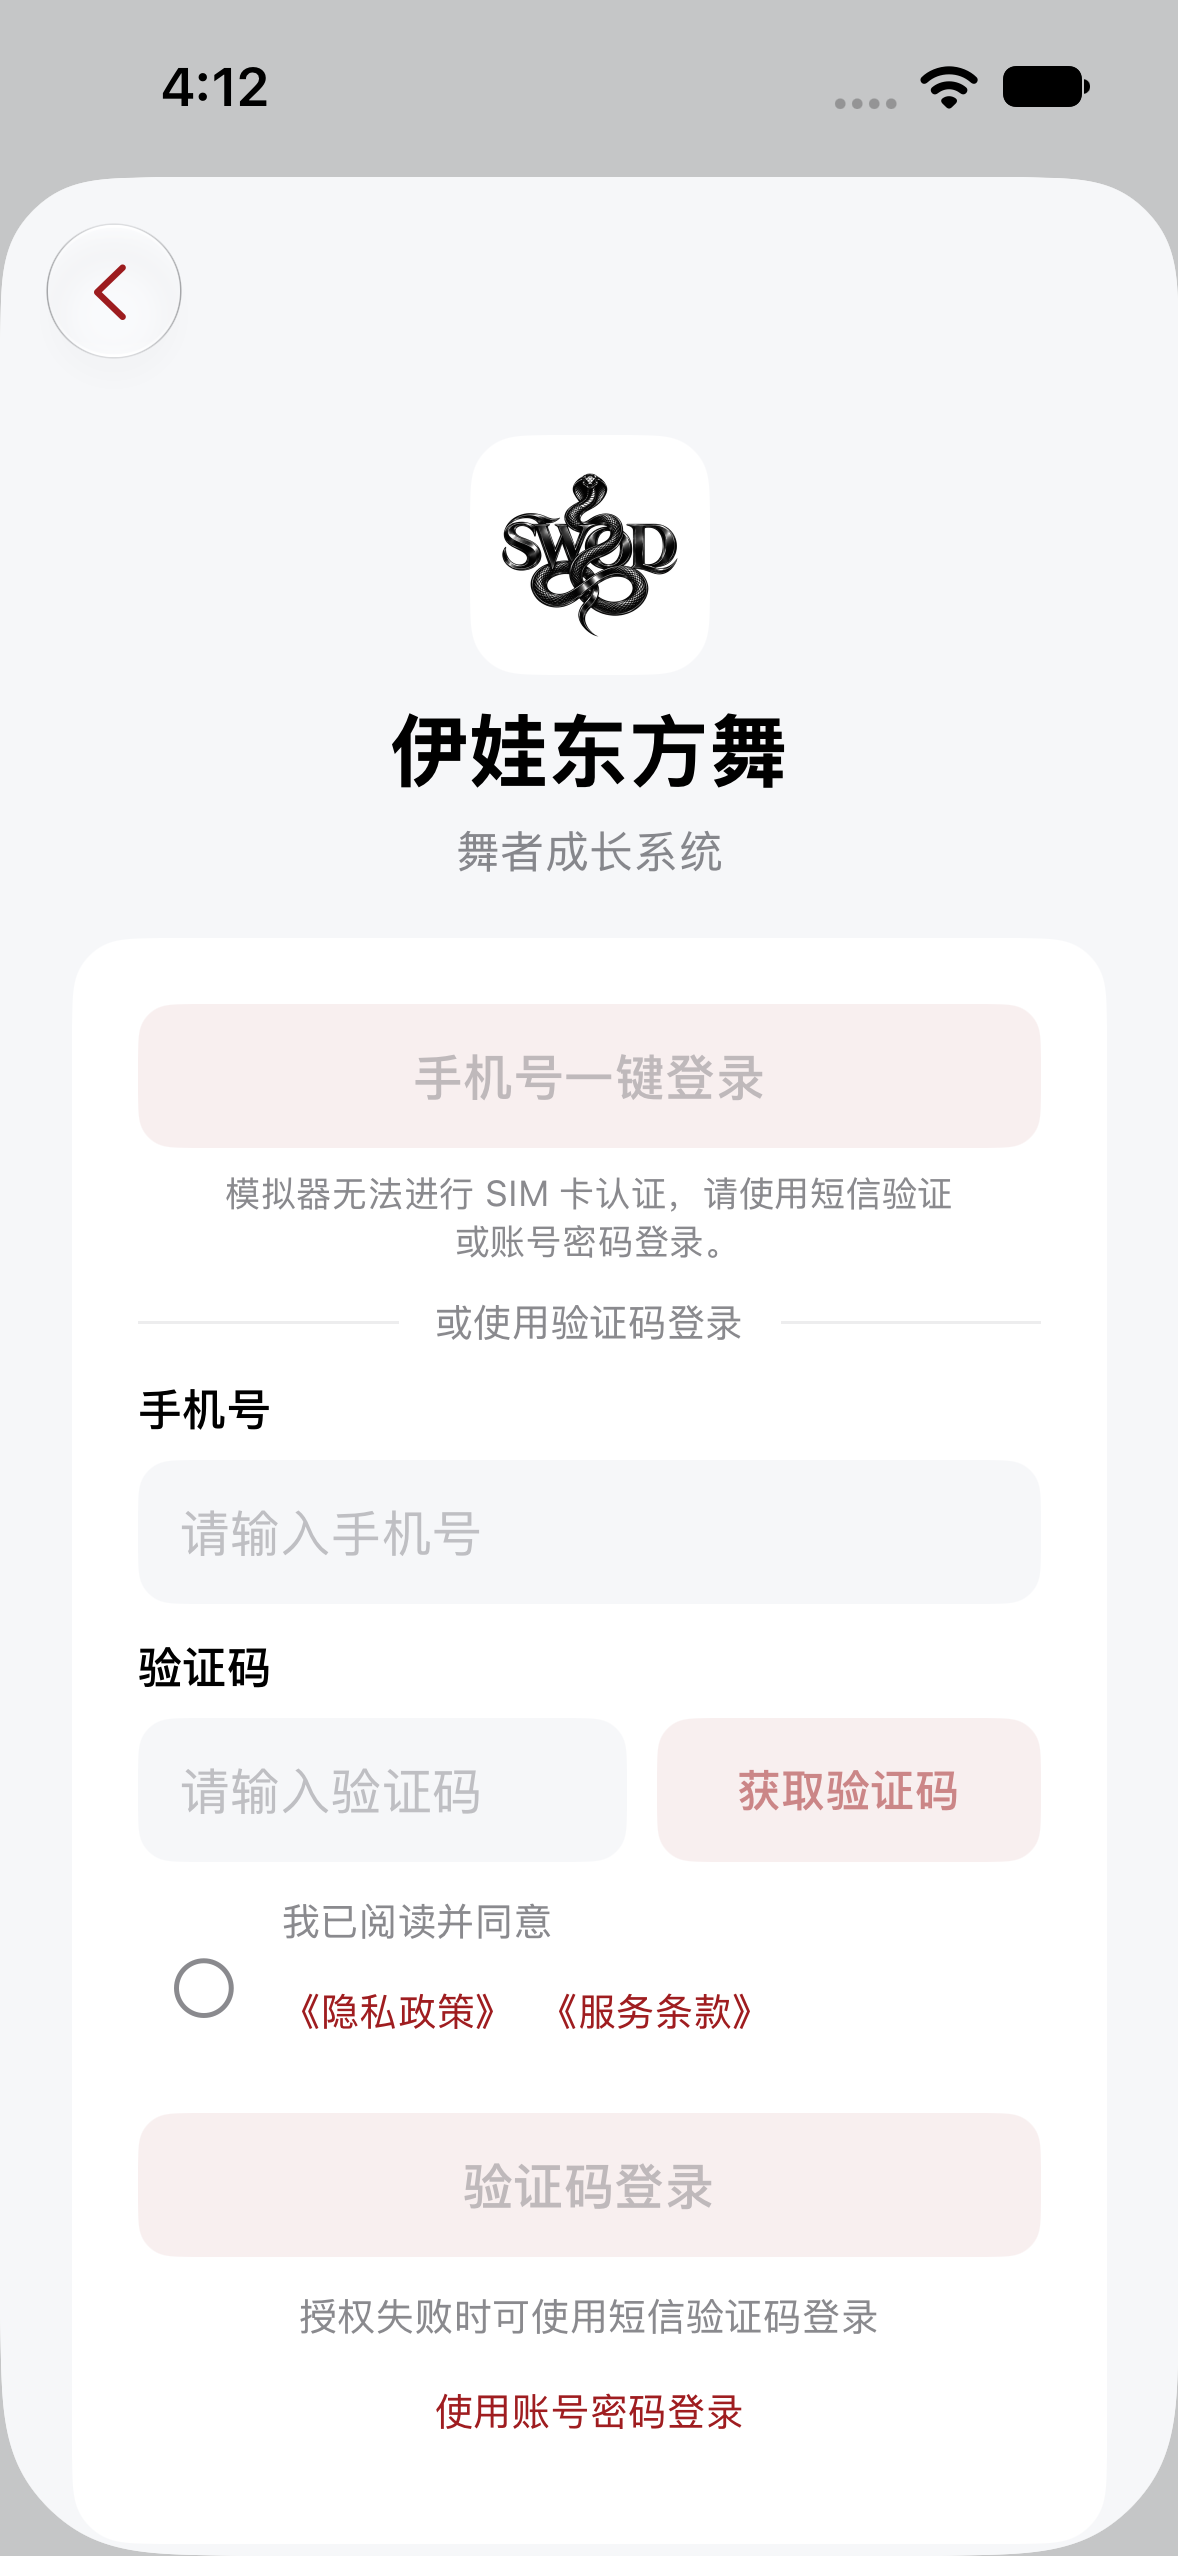 4:12
SWOD
伊娃东方舞
舞者成长系统
手机号一键登录
模拟器无法进行 SIM 卡认证，请使用短信验证
或账号密码登录。
或使用验证码登录
手机号
请输入手机号
验证码
请输入验证码
获取验证码
我已阅读并同意
《隐私政策》 《服务条款》
验证码登录
授权失败时可使用短信验证码登录
使用账号密码登录